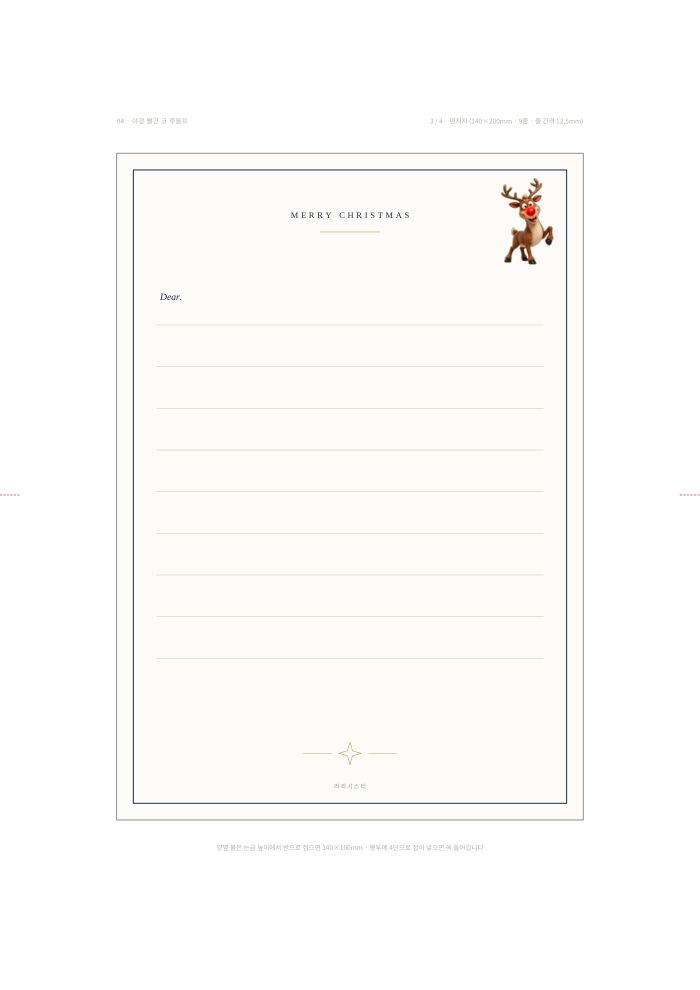 04 · 야광 빨간 코 루돌프
3 / 4 · 편지지 (140×200mm · 9줄 · 줄 간격 12.5mm)
MERRY CHRISTMAS
Dear.
라라시스터
양옆 붉은 눈금 높이에서 반으로 접으면 140×100mm · 봉투에 4단으로 접어 넣으면 쏙 들어갑니다